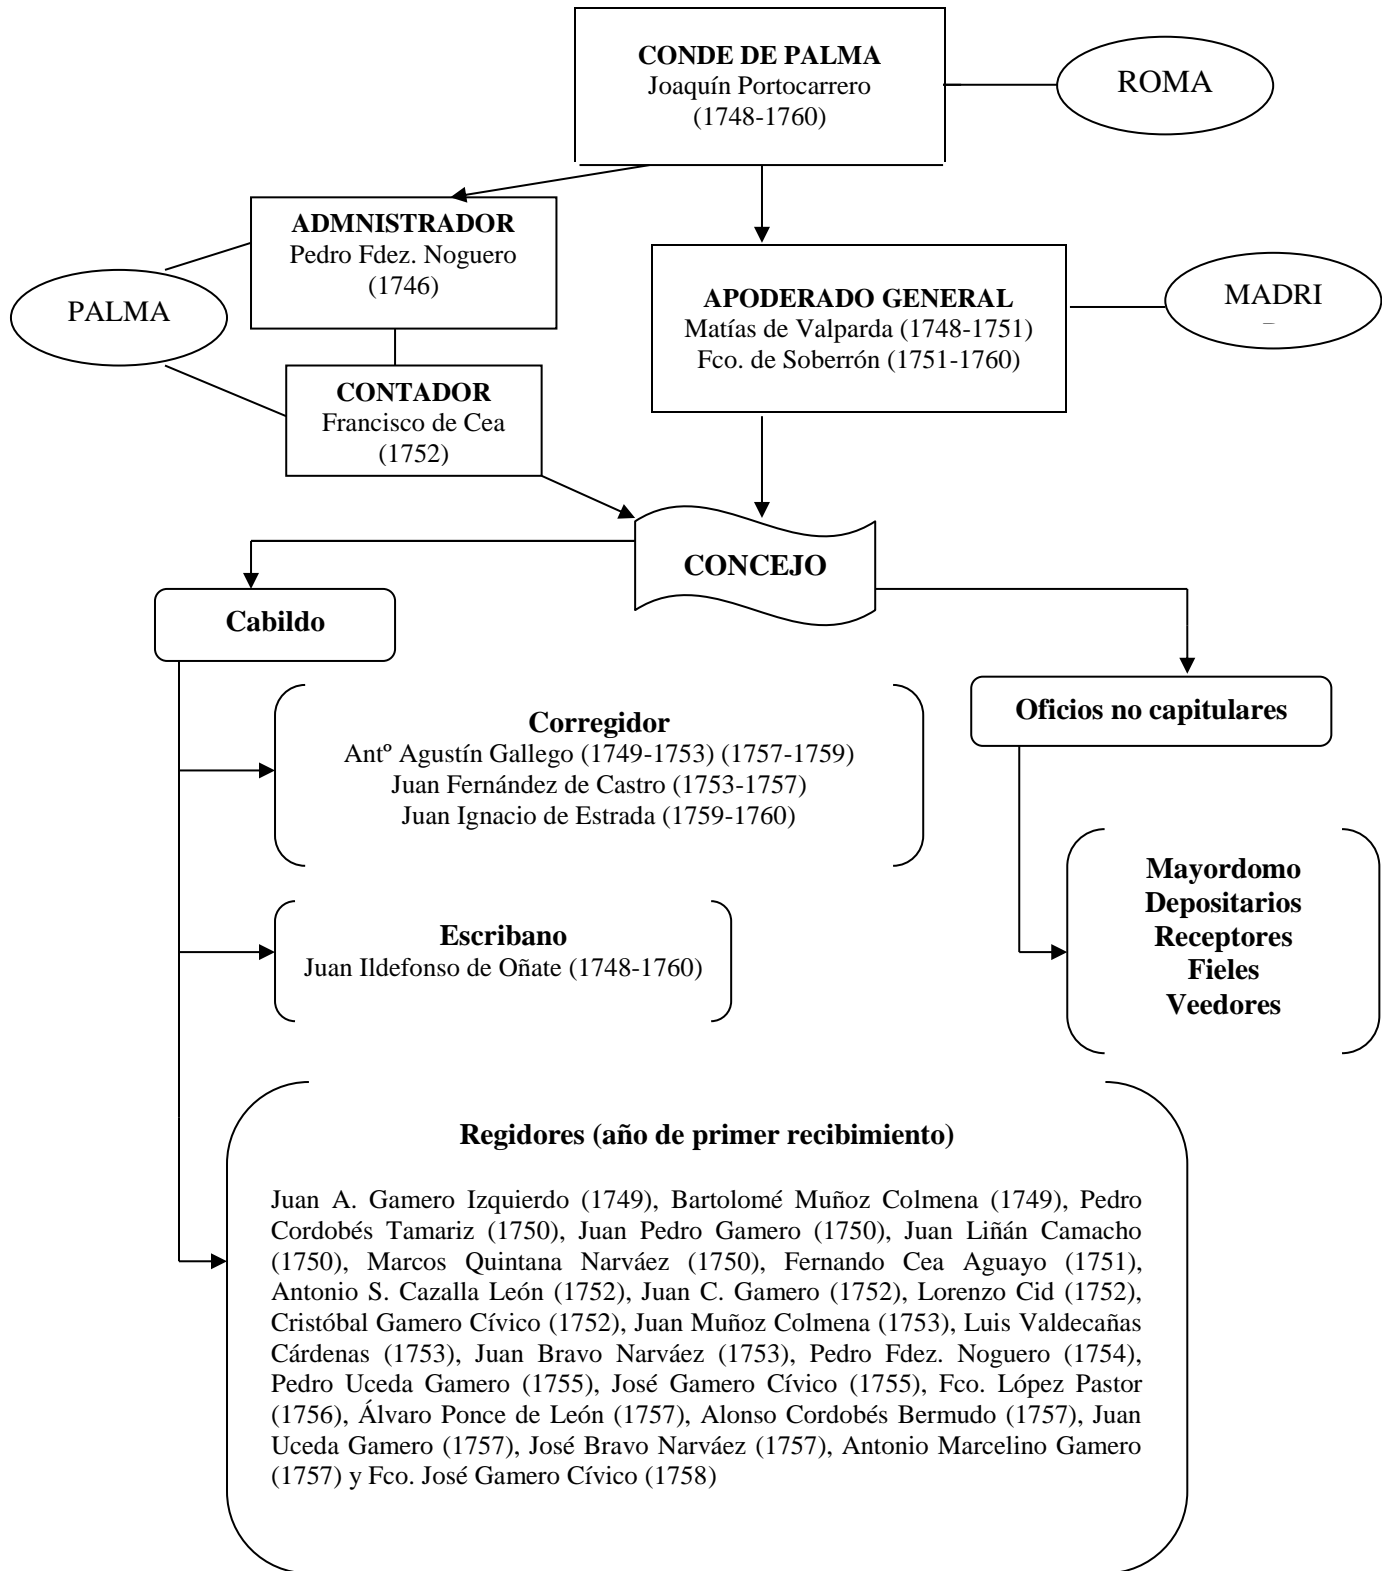 CONDE DE PALMA
Joaquín Portocarrero
(1748-1760)
ROMA
ADMNISTRADOR
Pedro Fdez. Noguero
(1746)
PALMA
APODERADO GENERAL
Matías de Valparda (1748-1751)
Fco. de Soberrón (1751-1760)
MADRI
CONTADOR
Francisco de Cea
(1752)
CONCEJO
Cabildo
Oficios no capitulares
Corregidor
Antº Agustín Gallego (1749-1753) (1757-1759)
Juan Fernández de Castro (1753-1757)
Juan Ignacio de Estrada (1759-1760)
Mayordomo
Depositarios
Receptores
Fieles
Veedores
Escribano
Juan Ildefonso de Oñate (1748-1760)
Regidores (año de primer recibimiento)
Juan A. Gamero Izquierdo (1749), Bartolomé Muñoz Colmena (1749), Pedro
Cordobés Tamariz (1750), Juan Pedro Gamero (1750), Juan Liñán Camacho
(1750), Marcos Quintana Narváez (1750), Fernando Cea Aguayo (1751),
Antonio S. Cazalla León (1752), Juan C. Gamero (1752), Lorenzo Cid (1752),
Cristóbal Gamero Cívico (1752), Juan Muñoz Colmena (1753), Luis Valdecañas
Cárdenas (1753), Juan Bravo Narváez (1753), Pedro Fdez. Noguero (1754),
Pedro Uceda Gamero (1755), José Gamero Cívico (1755), Fco. López Pastor
(1756), Álvaro Ponce de León (1757), Alonso Cordobés Bermudo (1757), Juan
Uceda Gamero (1757), José Bravo Narváez (1757), Antonio Marcelino Gamero
(1757) y Fco. José Gamero Cívico (1758)